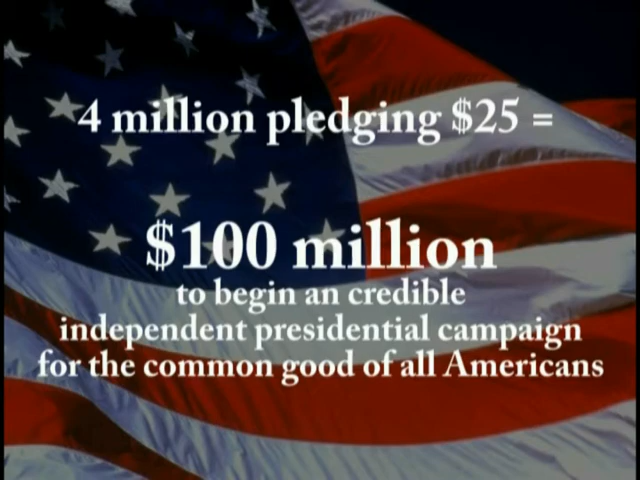 4 million pledging $25 =
$100 million
to begin an credible
independent presidential campaign
for the common good of all Americans